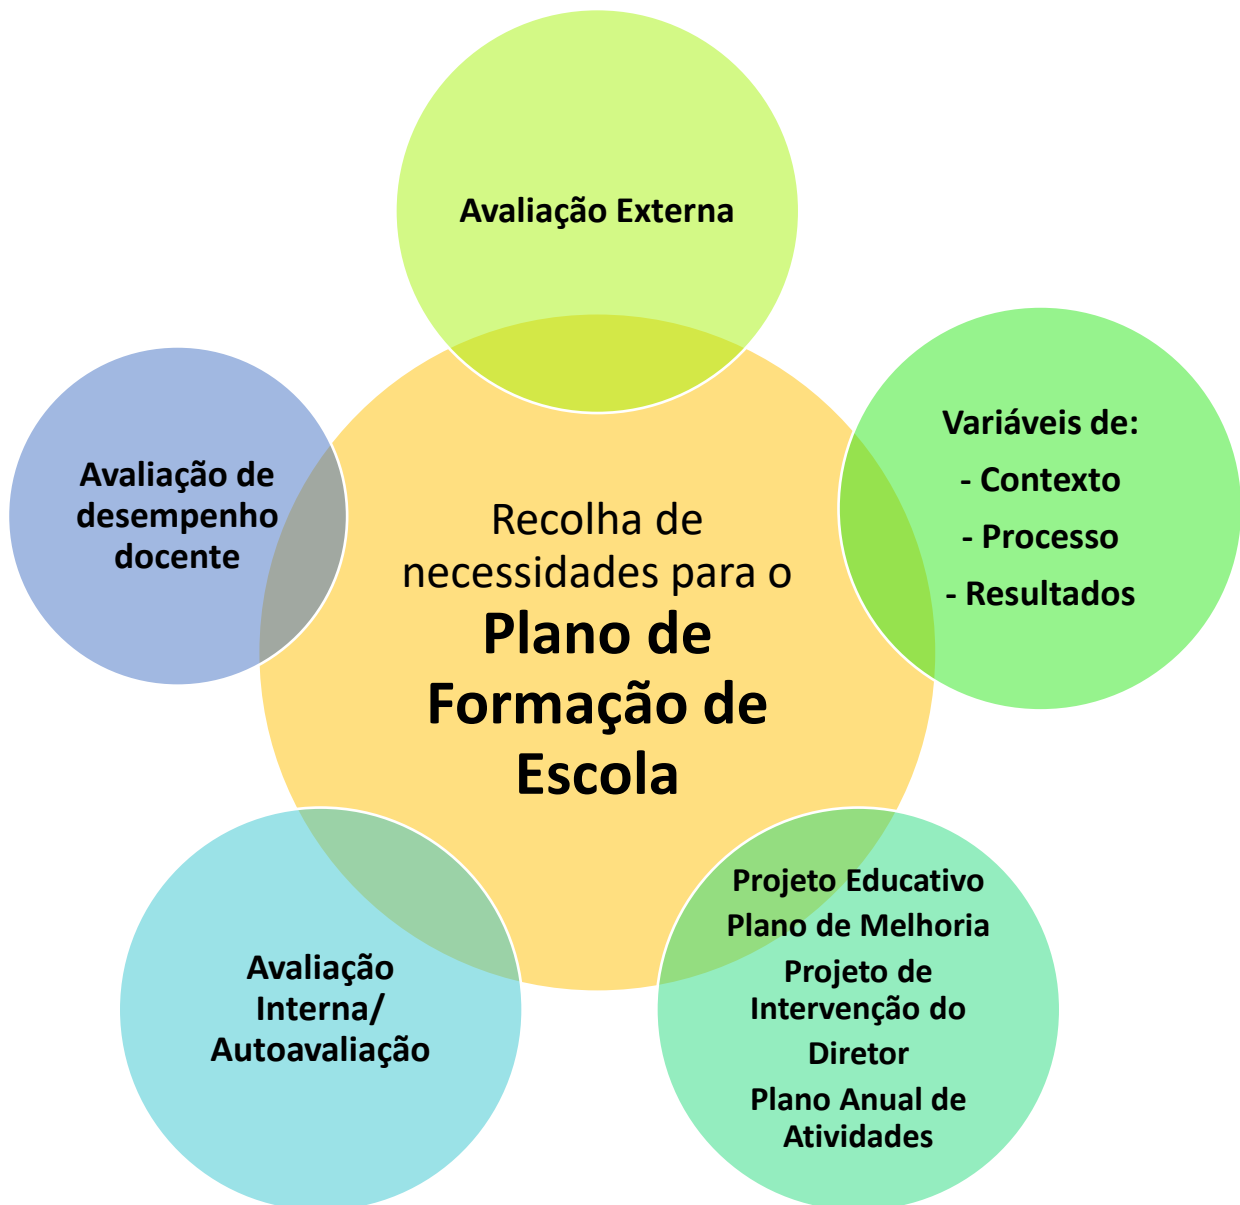 Avaliação Externa
Variáveis de:
- Contexto
- Processo
- Resultados
Avaliação de
desempenho
docente
Recolha de
necessidades para o
Plano de
Formação de
Escola
Projeto Educativo
Plano de Melhoria
Projeto de
Intervenção do
Diretor
Plano Anual de
Atividades
Avaliação
Interna/
Autoavaliação